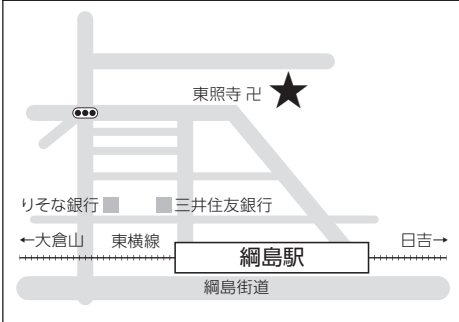 東照寺 卍
りそな銀行
三井住友銀行
←大倉山
東横線
綱島駅
日吉→
綱島街道